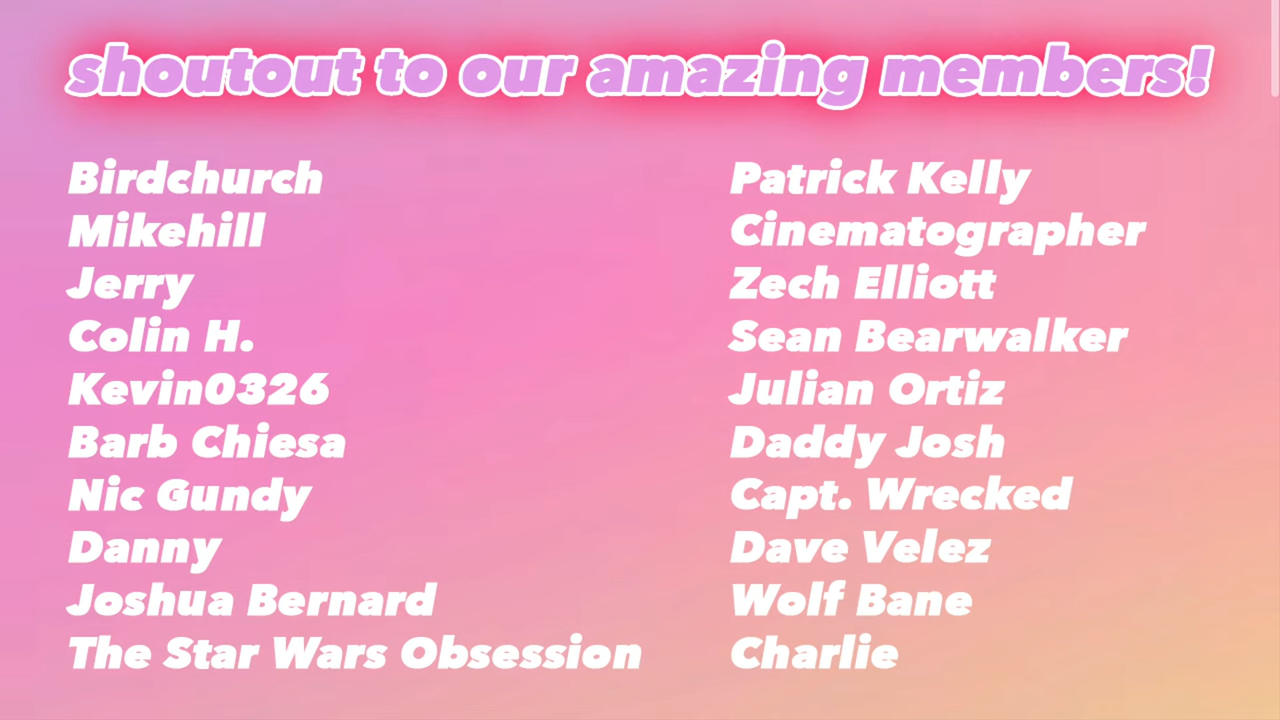 shoutout to our amazing members!
Birdchurch
Mikehill
Jerry
Colin H.
Kevin0326
Barb Chiesa
Nic Gundy
Danny
Joshua Bernard
The Star Wars Obsession
Patrick Kelly
Cinematographer
Zech Elliott
Sean Bearwalker
Julian Ortiz
Daddy Josh
Capt. Wrecked
Dave Velez
Wolf Bane
Charlie